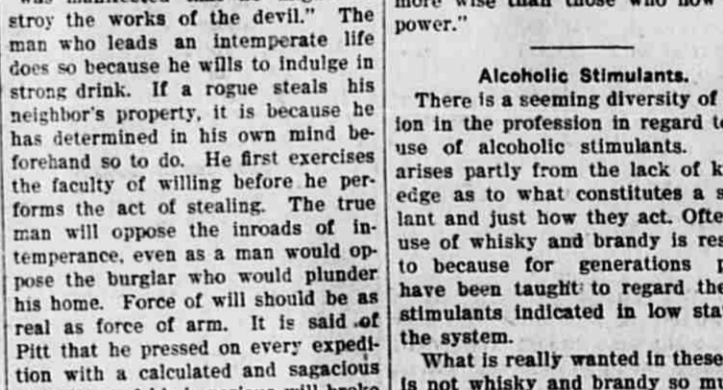 stroy the works of the devil." The
man who leads an intemperate life
does so because he wills to indulge in
strong drink. If a rogue steals his
neighbor's property, it is because he
has determined in his own mind be-
forehand so to do. He first exercises
the faculty of willing before he per-
forms the act of stealing. The true
man will oppose the inroads of in-
temperance, even as a man would op-
pose the burglar who would plunder
his home. Force of will should be as
real as force of arm. It is said of
Pitt that he pressed on every expedi-
tion with a calculated and sagacious
more wise than those who now
power."
Alcoholic Stimulants.
There is a seeming diversity of
ion in the profession in regard to
use of alcoholic stimulants.
arises partly from the lack of k
edge as to what constitutes a s
lant and just how they act. Ofte
use of whisky and brandy is res
to because for generations p
have been taught to regard the
stimulants indicated in low sta
the system.
What is really wanted in these
is not whisky and brandy so m